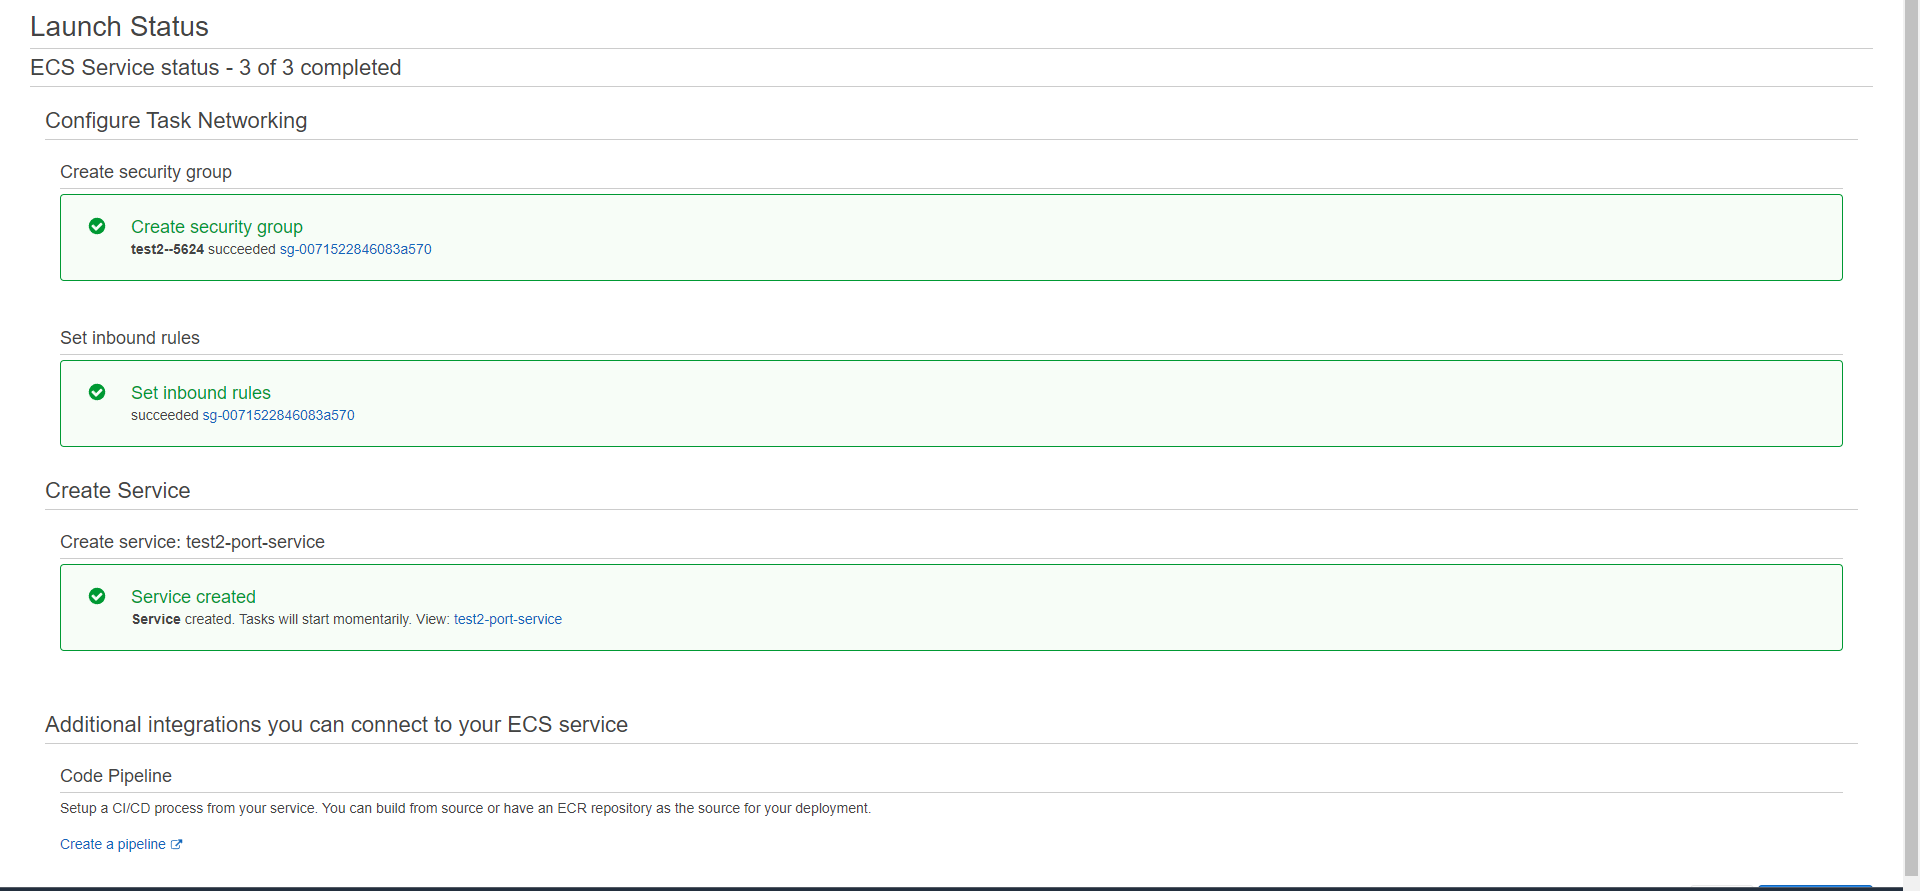 Launch Status
ECS Service status - 3 of 3 completed
Configure Task Networking
Create security group
Create security group
test2--5624 succeeded sg-0071522846083a570
Set inbound rules
Set inbound rules
succeeded sg-0071522846083a570
Create Service
Create service: test2-port-service
Service created
Service created. Tasks will start momentarily. View: test2-port-service
Additional integrations you can connect to your ECS service
Code Pipeline
Setup a CI/CD process from your service. You can build from source or have an ECR repository as the source for your deployment.
Create a pipeline